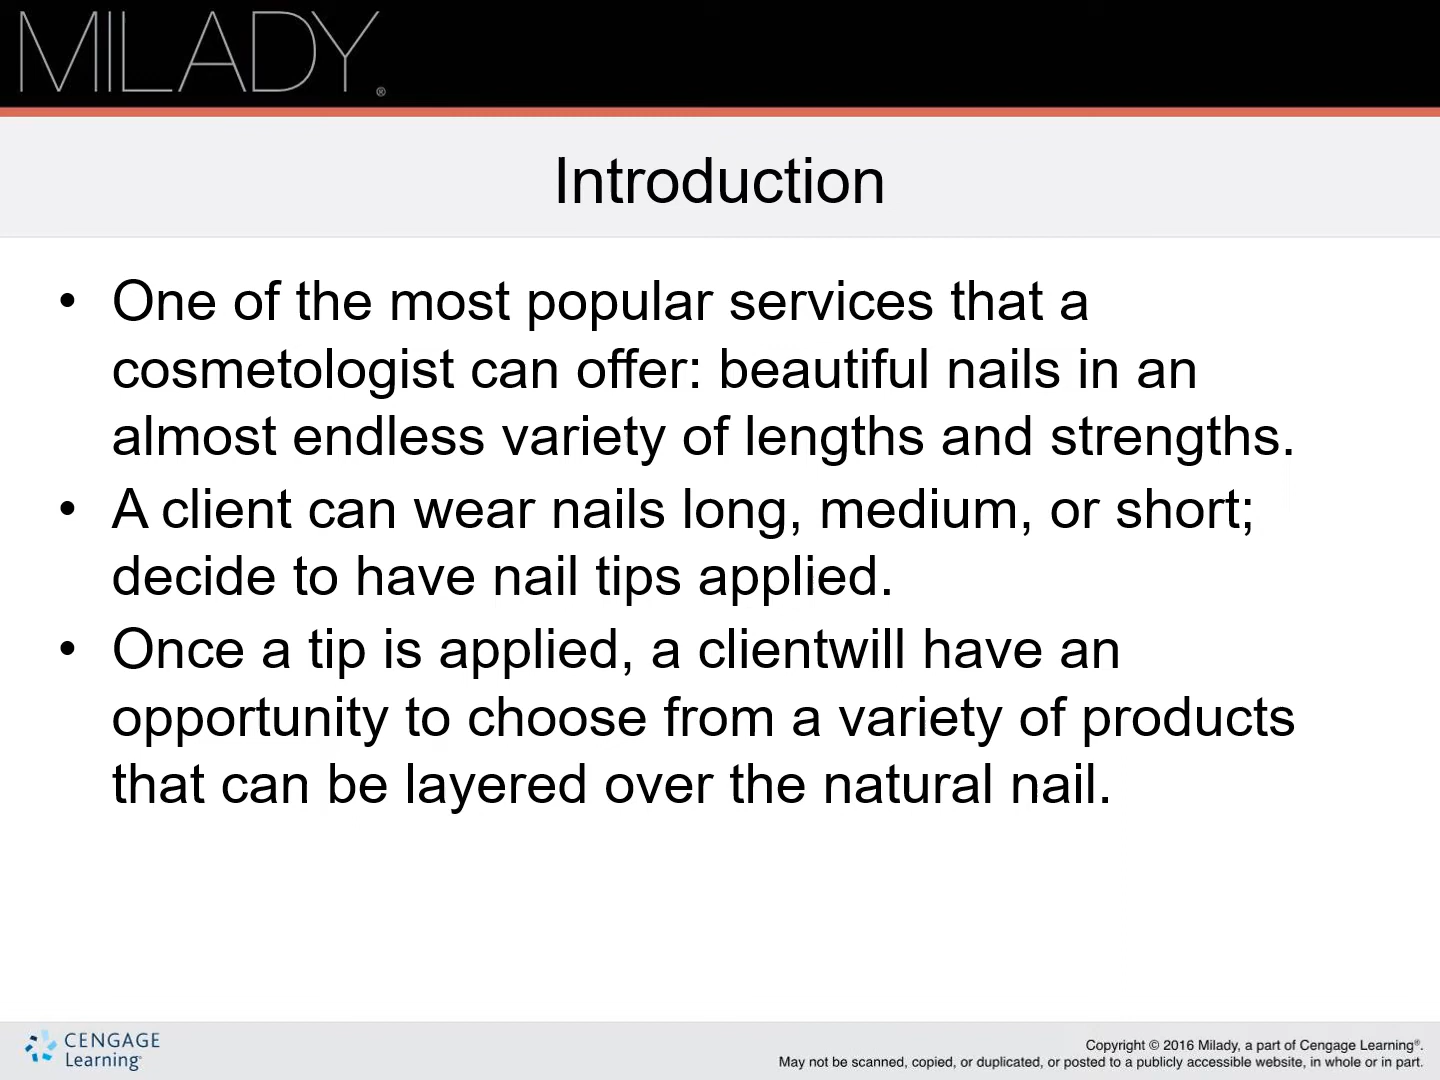 MILADY®
Introduction
• One of the most popular services that a
cosmetologist can offer: beautiful nails in an
almost endless variety of lengths and strengths.
• A client can wear nails long, medium, or short;
decide to have nail tips applied.
• Once a tip is applied, a clientwill have an
opportunity to choose from a variety of products
that can be layered over the natural nail.
CENGAGE
Learning™
Copyright © 2016 Milady, a part of Cengage Learning®.
May not be scanned, copied, or duplicated, or posted to a publicly accessible website, in whole or in part.